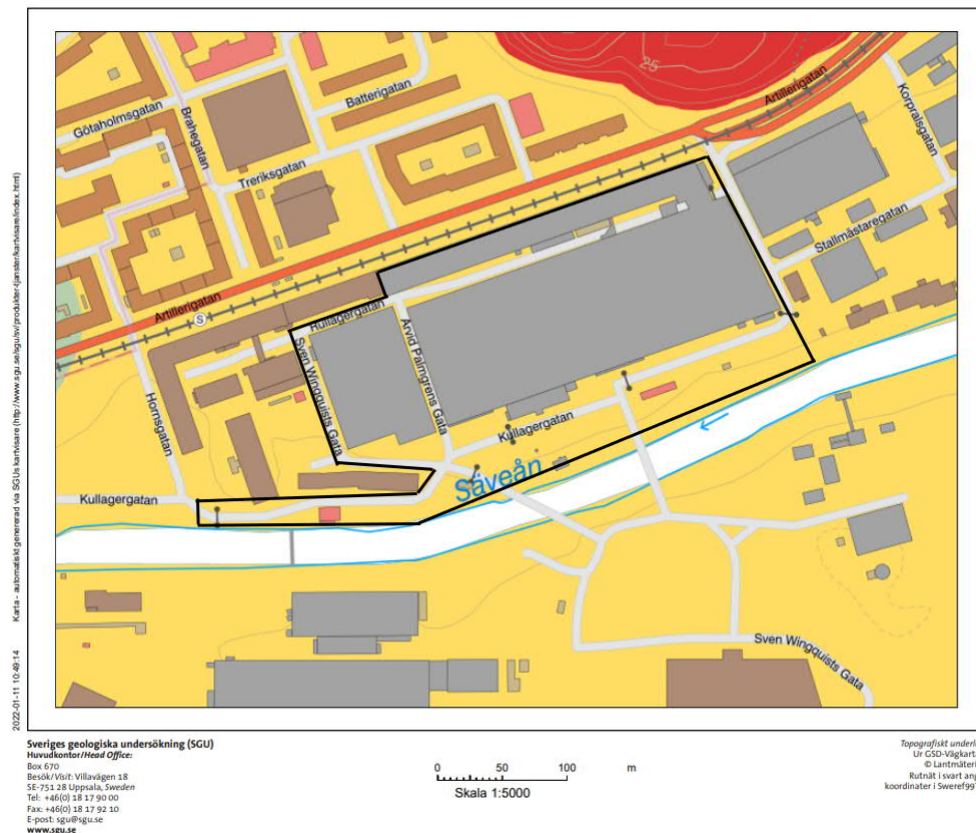 25
Artillerigatan
Korpralsgatan
Batterigatan
Götaholmsgatan
Brahegatan
Treriksgatan
Stallmästaregatan
Artillerigatan
S
Rullagergatan
Sven Wingquists Gata
Arvid Palmgrens Gata
Hornsgatan
Kullagergatan
Säveån
Kullagergatan
Sven Wingquists Gata
2022-01-11 10:49:14
Karta - automatiskt genererad via SGUs kartvisare (http://www.sgu.se/sgu/sv/produkter-tjanster/kartvisare/index.html)
Sveriges geologiska undersökning (SGU)
Huvudkontor/Head Office:
Box 670
Besök/Visit: Villavägen 18
SE-751 28 Uppsala, Sweden
Tel: +46(0) 18 17 90 00
Fax: +46(0) 18 17 92 10
E-post: sgu@sgu.se
www.sgu.se
0 50 100 m
Skala 1:5000
Topografiskt underl
Ur GSD-Vägkart
© Lantmäteri
Rutnät i svart ang
koordinater i Sweref99